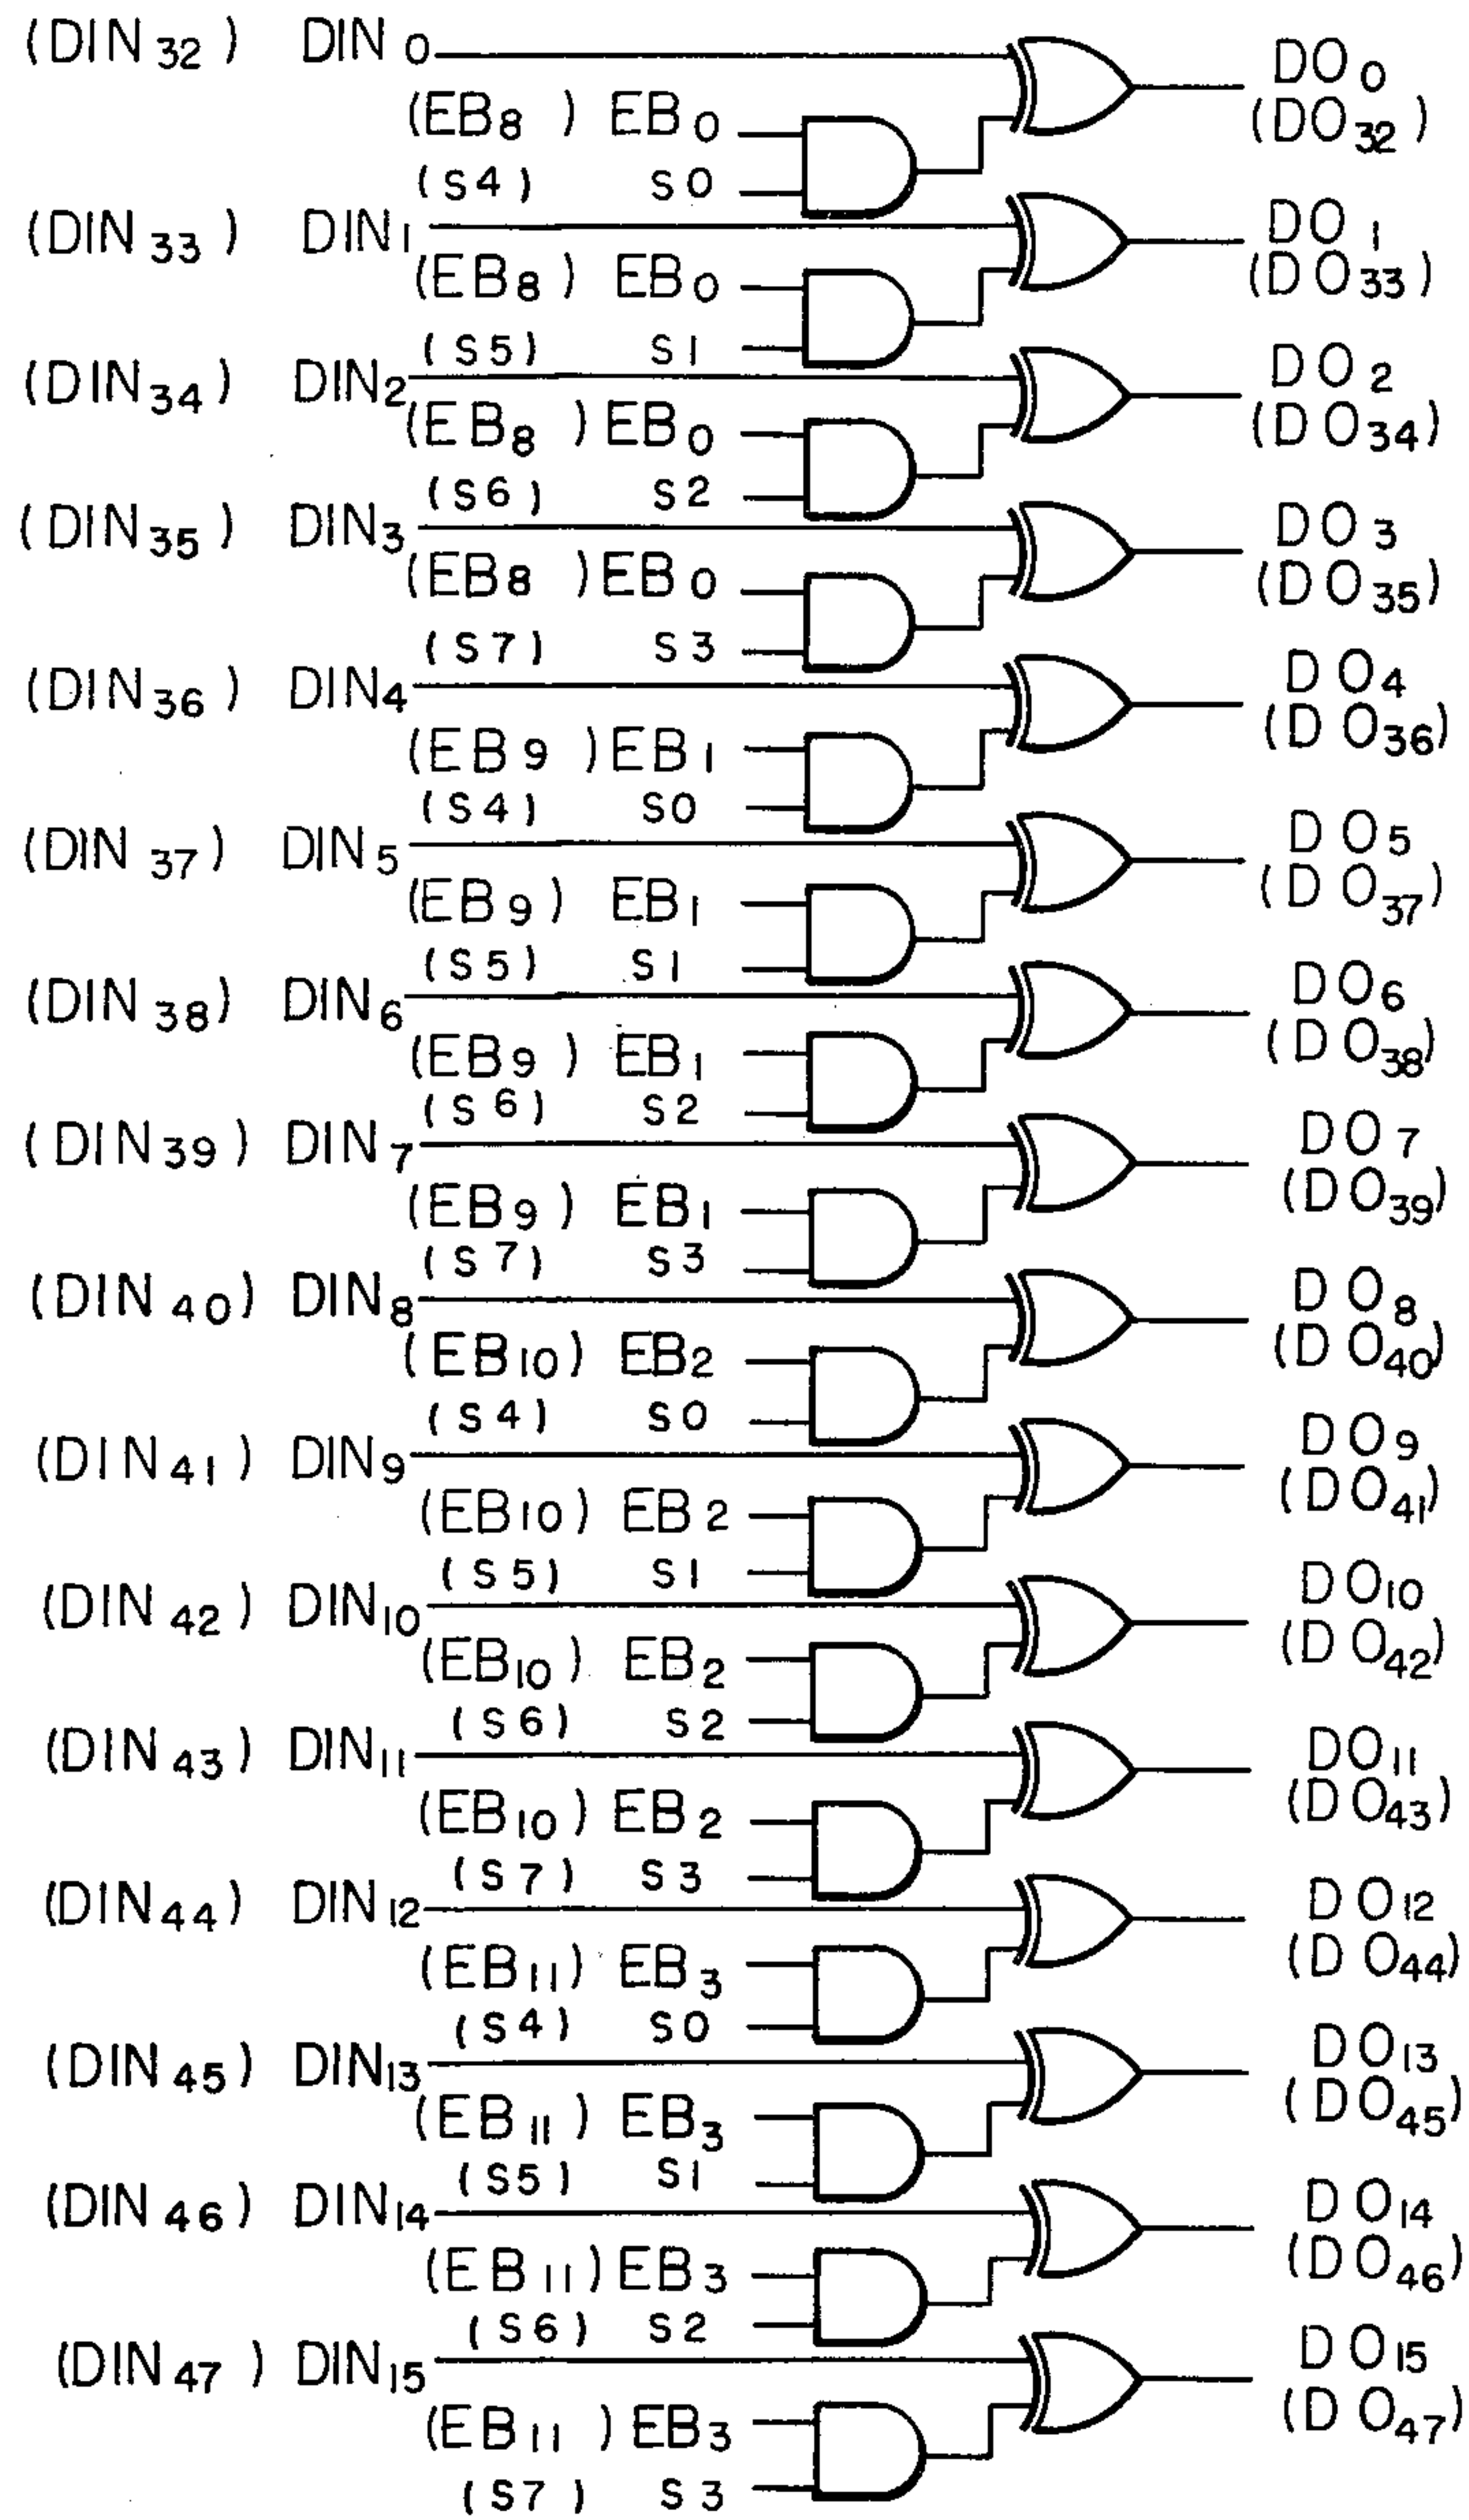 (DIN32) DIN0 DO0
(EB8) EB0 (DO32)
(S4) S0
(DIN33) DIN1 DO1
(EB8) EB0 (DO33)
(S5) S1
(DIN34) DIN2 DO2
(EB8) EB0 (DO34)
(S6) S2
(DIN35) DIN3 DO3
(EB8) EB0 (DO35)
(S7) S3
(DIN36) DIN4 DO4
(EB9) EB1 (DO36)
(S4) S0
(DIN37) DIN5 DO5
(EB9) EB1 (DO37)
(S5) S1
(DIN38) DIN6 DO6
(EB9) EB1 (DO38)
(S6) S2
(DIN39) DIN7 DO7
(EB9) EB1 (DO39)
(S7) S3
(DIN40) DIN8 DO8
(EB10) EB2 (DO40)
(S4) S0
(DIN41) DIN9 DO9
(EB10) EB2 (DO41)
(S5) S1
(DIN42) DIN10 DO10
(EB10) EB2 (DO42)
(S6) S2
(DIN43) DIN11 DO11
(EB10) EB2 (DO43)
(S7) S3
(DIN44) DIN12 DO12
(EB11) EB3 (DO44)
(S4) S0
(DIN45) DIN13 DO13
(EB11) EB3 (DO45)
(S5) S1
(DIN46) DIN14 DO14
(EB11) EB3 (DO46)
(S6) S2
(DIN47) DIN15 DO15
(EB11) EB3 (DO47)
(S7) S3